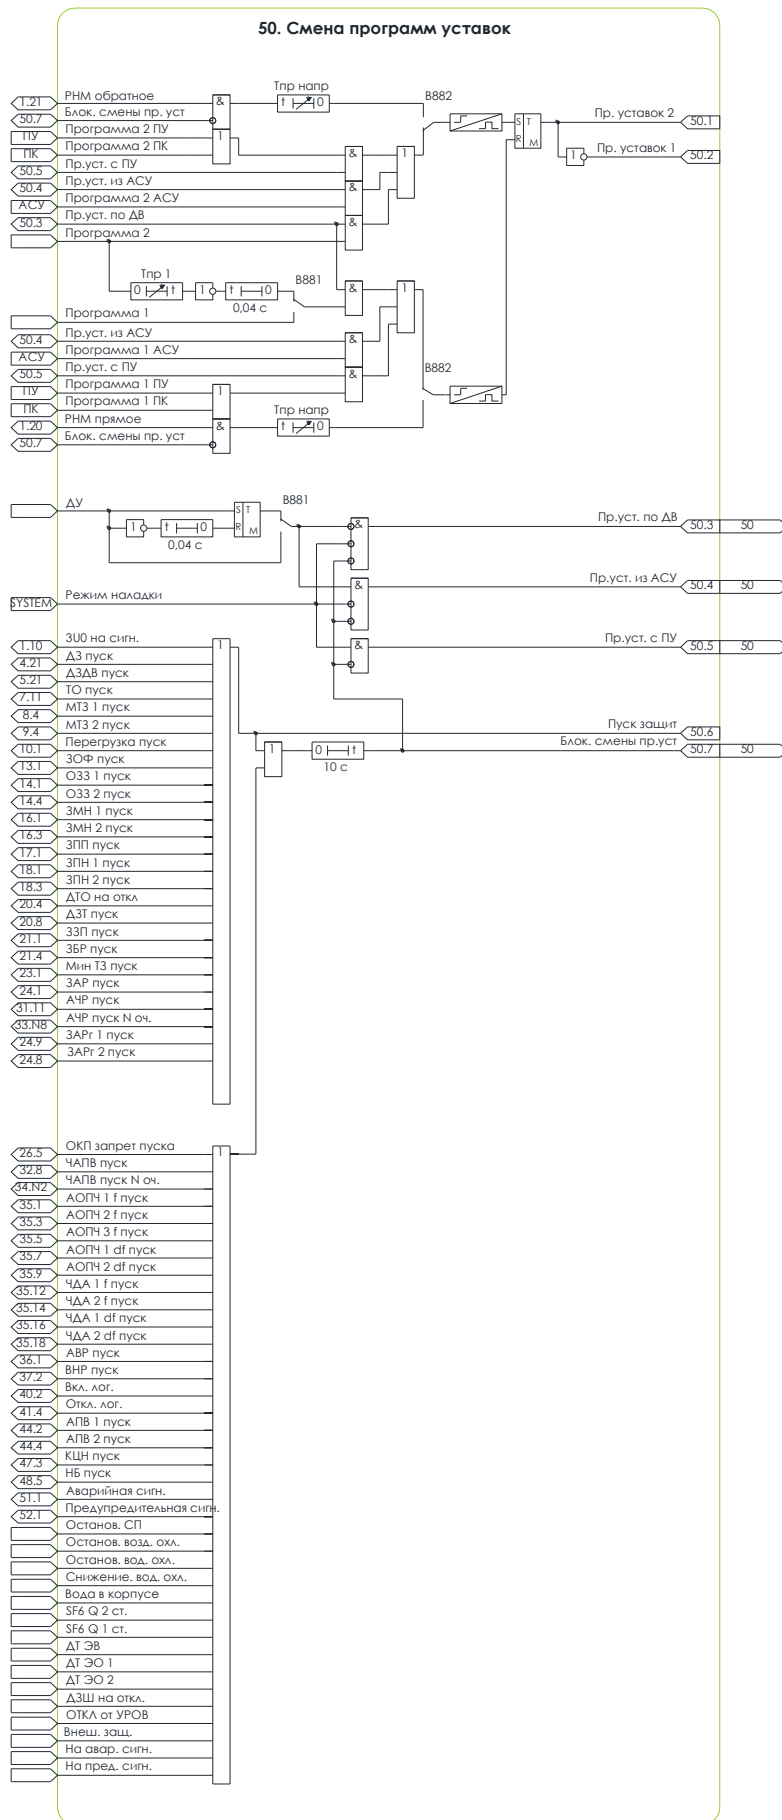 50. Смена программ уставок
Тпр напр
B882
1.21 РНМ обратное & t 0
50.7 Блок. смены пр. уст
S T R M
Пр. уставок 2 50.1
ПУ Программа 2 ПУ 1
ПК Программа 2 ПК
1 Пр. уставок 1 50.2
50.5 Пр.уст. с ПУ & 1
50.4 Пр.уст. из АСУ &
АСУ Программа 2 АСУ
50.3 Пр.уст. по ДВ &
Программа 2
Тпр 1
B881
0 t 1 t 0 & 1
0,04 с
Программа 1
50.4 Пр.уст. из АСУ &
АСУ Программа 1 АСУ
50.5 Пр.уст. с ПУ &
B882
ПУ Программа 1 ПУ 1
ПК Программа 1 ПК
Тпр напр
1.20 РНМ прямое & t 0
50.7 Блок. смены пр. уст
B881
ДУ S T R M
1 t 0
0,04 с
& Пр.уст. по ДВ 50.3 50
& Пр.уст. из АСУ 50.4 50
SYSTEM Режим наладки
& Пр.уст. с ПУ 50.5 50
1.10 3U0 на сигн. 1
4.21 ДЗ пуск
5.21 ДЗДВ пуск
7.11 ТО пуск
8.4 МТЗ 1 пуск
9.4 МТЗ 2 пуск
Пуск защит 50.6
10.1 Перегрузка пуск
1 0 t
10 с
Блок. смены пр.уст 50.7 50
13.1 ЗОФ пуск
14.1 ОЗЗ 1 пуск
14.4 ОЗЗ 2 пуск
16.1 ЗМН 1 пуск
16.3 ЗМН 2 пуск
17.1 ЗПП пуск
18.1 ЗПН 1 пуск
18.3 ЗПН 2 пуск
20.4 ДТО на откл
20.8 ДЗТ пуск
21.1 ЗЗП пуск
21.4 ЗБР пуск
23.1 Мин ТЗ пуск
24.1 ЗАР пуск
31.11 АЧР пуск
33.N8 АЧР пуск N оч.
24.9 ЗАРг 1 пуск
24.8 ЗАРг 2 пуск
26.5 ОКП запрет пуска 1
32.8 ЧАПВ пуск
34.N2 ЧАПВ пуск N оч.
35.1 АОПЧ 1 f пуск
35.3 АОПЧ 2 f пуск
35.5 АОПЧ 3 f пуск
35.7 АОПЧ 1 df пуск
35.9 АОПЧ 2 df пуск
35.12 ЧДА 1 f пуск
35.14 ЧДА 2 f пуск
35.16 ЧДА 1 df пуск
35.18 ЧДА 2 df пуск
36.1 АВР пуск
37.2 ВНР пуск
40.2 Вкл. лог.
41.4 Откл. лог.
44.2 АПВ 1 пуск
44.4 АПВ 2 пуск
47.3 КЦН пуск
48.5 НБ пуск
51.1 Аварийная сигн.
52.1 Предупредительная сигн.
Останов. СП
Останов. возд. охл.
Останов. вод. охл.
Снижение. вод. охл.
Вода в корпусе
SF6 Q 2 ст.
SF6 Q 1 ст.
ДТ ЭВ
ДТ ЭО 1
ДТ ЭО 2
ДЗШ на откл.
ОТКЛ от УРОВ
Внеш. защ.
На авар. сигн.
На пред. сигн.